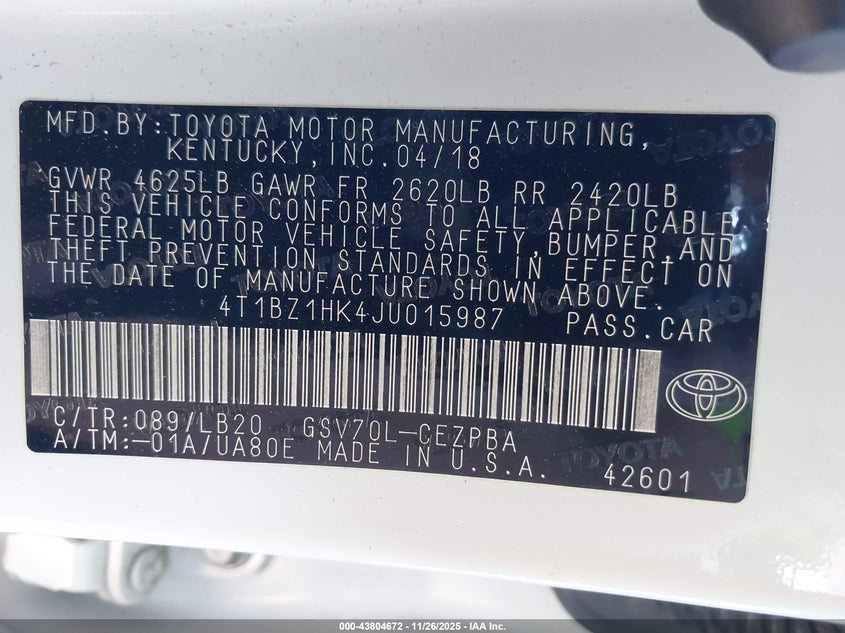 MFD.BY:TOYOTA MOTOR MANUFACTURING,
KENTUCKY,INC.04/18
GVWR 4625LB GAWR FR 2620LB RR 2420LB
THIS VEHICLE CONFORMS TO ALL APPLICABLE
FEDERAL MOTOR VEHICLE SAFETY,BUMPER,AND
THEFT PREVENTION STANDARDS IN EFFECT ON
THE DATE OF MANUFACTURE SHOWN ABOVE.
4T1BZ1HK4JU015987 PASS.CAR
C/TR:089/LB20 GSV70L-CEZPBA
A/TM:-01A/UA80E MADE IN U.S.A.
TOYOTA
42601
000-43804672 - 11/26/2025 - IAA Inc.